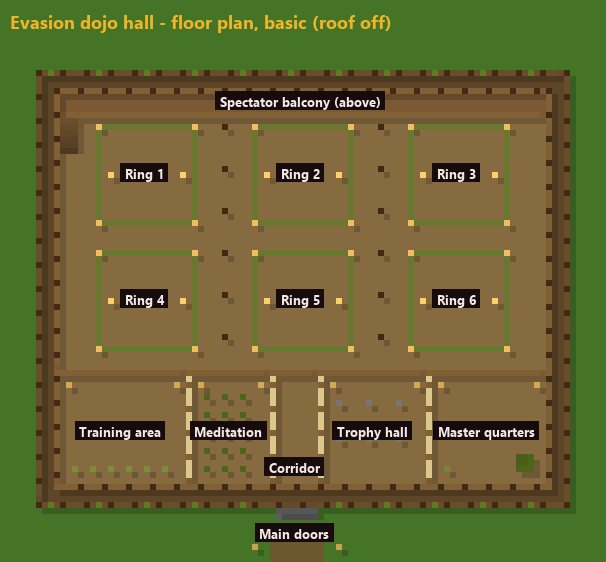 Evasion dojo hall - floor plan, basic (roof off)
Spectator balcony (above)
Ring 1
Ring 2
Ring 3
Ring 4
Ring 5
Ring 6
Training area
Meditation
Trophy hall
Master quarters
Corridor
Main doors